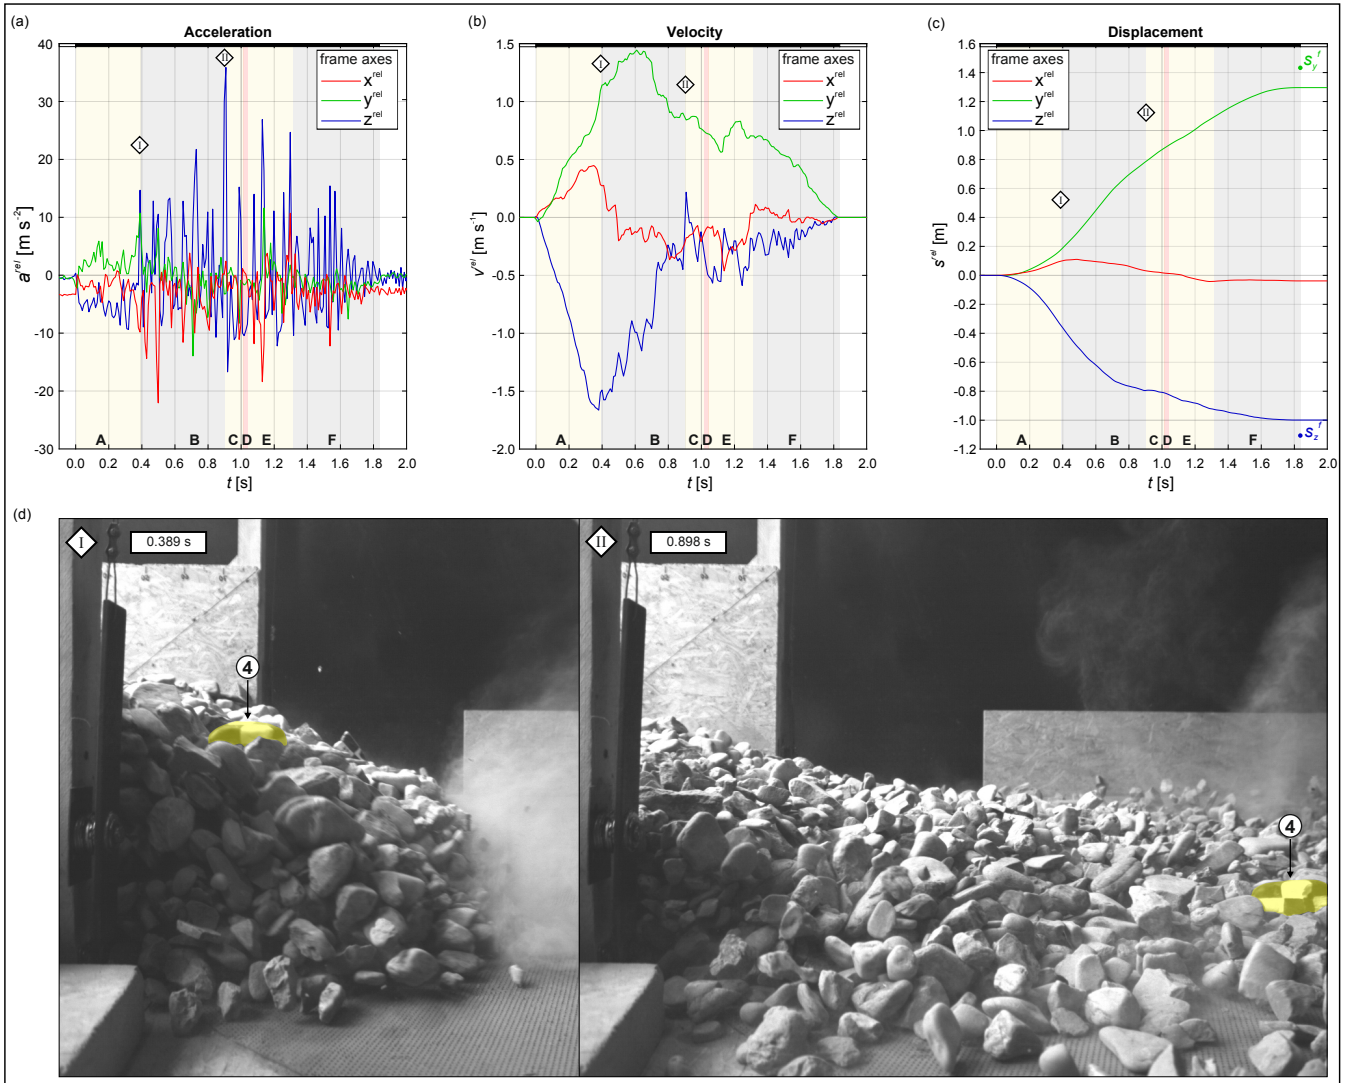 (a)
Acceleration
40
30
20
10
0
-10
-20
-30
a^rel [m s⁻²]
frame axes
x^rel
y^rel
z^rel
I
II
A B C D E F
0.0 0.2 0.4 0.6 0.8 1.0 1.2 1.4 1.6 1.8 2.0
t [s]
(b)
Velocity
1.5
1.0
0.5
0.0
-0.5
-1.0
-1.5
-2.0
v^rel [m s⁻¹]
frame axes
x^rel
y^rel
z^rel
I
II
A B C D E F
0.0 0.2 0.4 0.6 0.8 1.0 1.2 1.4 1.6 1.8 2.0
t [s]
(c)
Displacement
1.6
1.4
1.2
1.0
0.8
0.6
0.4
0.2
0.0
-0.2
-0.4
-0.6
-0.8
-1.0
-1.2
s^rel [m]
frame axes
x^rel
y^rel
z^rel
S_y^f
S_z^f
I
II
A B C D E F
0.0 0.2 0.4 0.6 0.8 1.0 1.2 1.4 1.6 1.8 2.0
t [s]
(d)
I
0.389 s
4
II
0.898 s
4